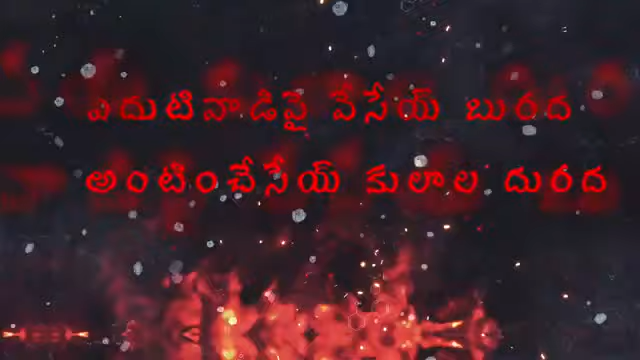 ఎదుటివాడివై వేసేయ్ బురద
అంటించేసేయ్ కులాల దురద